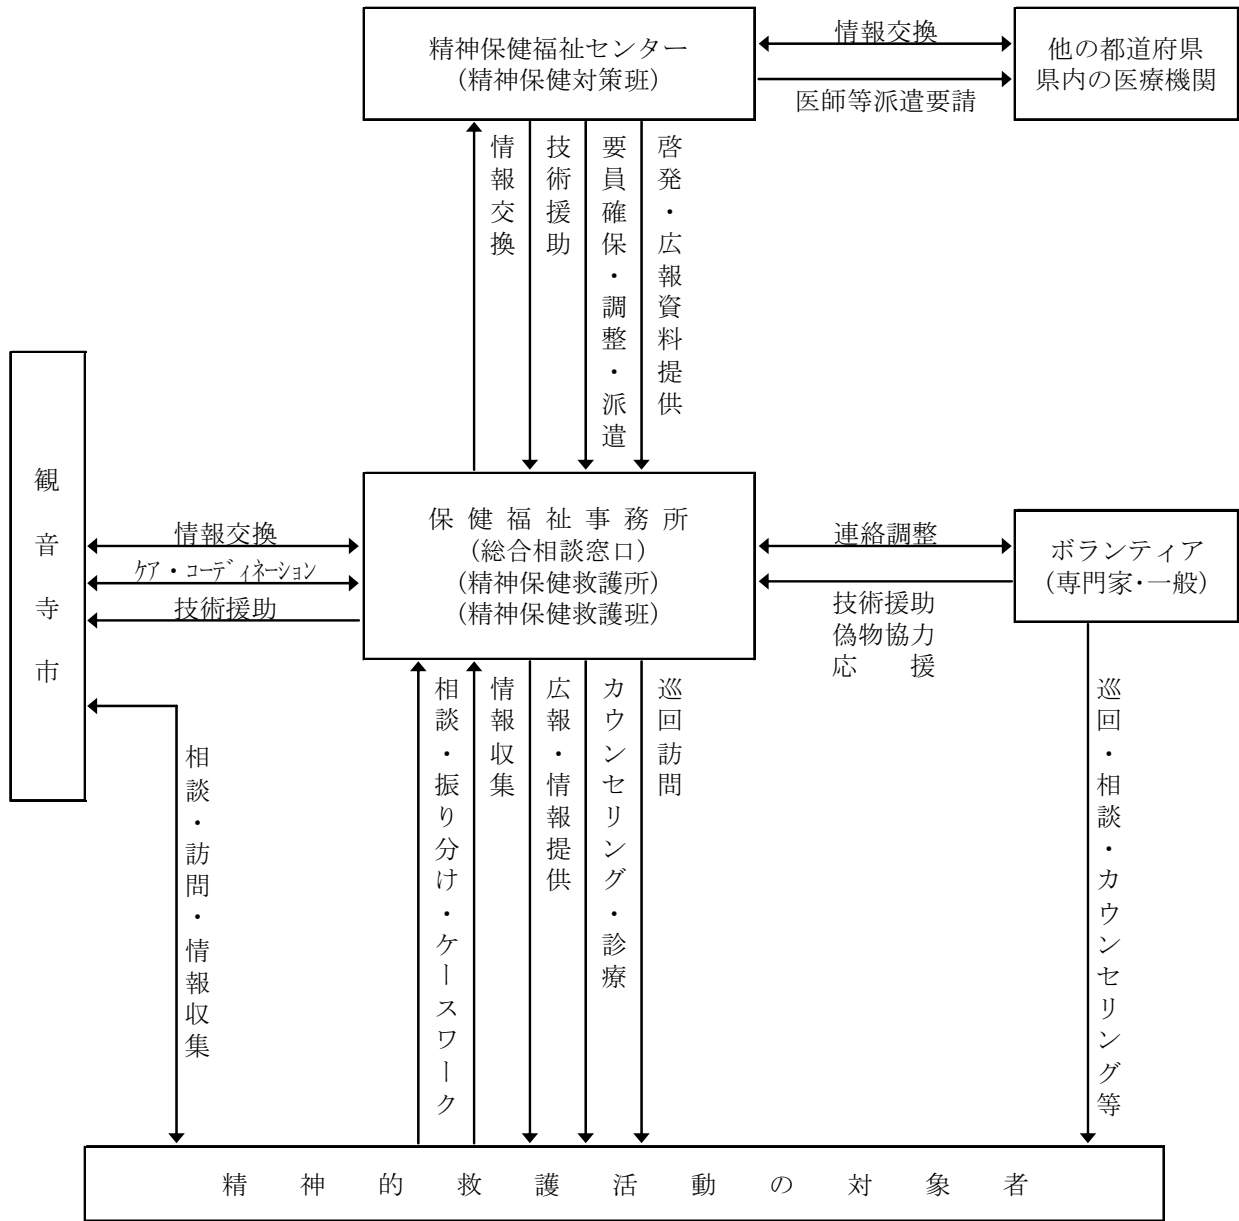 精神保健福祉センター
(精神保健対策班)
情報交換
医師等派遣要請
他の都道府県
県内の医療機関
情報交換
技術援助
要員確保・調整・派遣
啓発・広報資料提供
観音寺市
情報交換
ケア・コーディネーション
技術援助
保健福祉事務所
(総合相談窓口)
(精神保健救護所)
(精神保健救護班)
連絡調整
技術援助
偽物協力
応援
ボランティア
(専門家・一般)
相談・訪問・情報収集
相談・振り分け・ケースワーク
情報収集
広報・情報提供
カウンセリング・診療
巡回訪問
巡回・相談・カウンセリング等
精神的救護活動の対象者